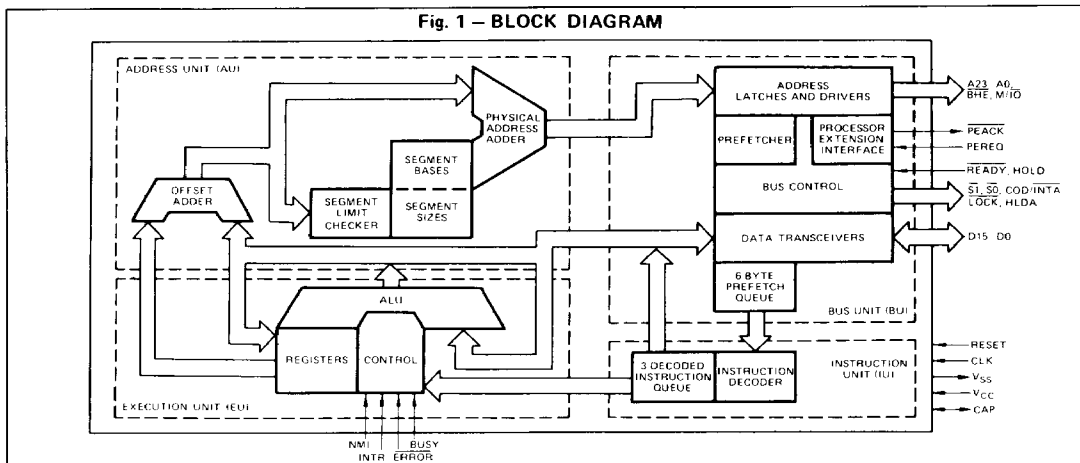 Fig. 1 — BLOCK DIAGRAM
ADDRESS UNIT (AU)
OFFSET
ADDER
SEGMENT
LIMIT
CHECKER
SEGMENT
BASES
SEGMENT
SIZES
PHYSICAL
ADDRESS
ADDER
ADDRESS
LATCHES AND DRIVERS
PREFETCHER
PROCESSOR
EXTENSION
INTERFACE
BUS CONTROL
DATA TRANSCEIVERS
6 BYTE
PREFETCH
QUEUE
BUS UNIT (BU)
A23, A0,
BHE, M/IO
PEACK
PEREQ
READY, HOLD
S1, S0, COD/INTA
LOCK, HLDA
D15 D0
ALU
REGISTERS
CONTROL
EXECUTION UNIT (EU)
3 DECODED
INSTRUCTION
QUEUE
INSTRUCTION
DECODER
INSTRUCTION
UNIT (IU)
RESET
CLK
VSS
VCC
CAP
NMI
BUSY
INTR
ERROR